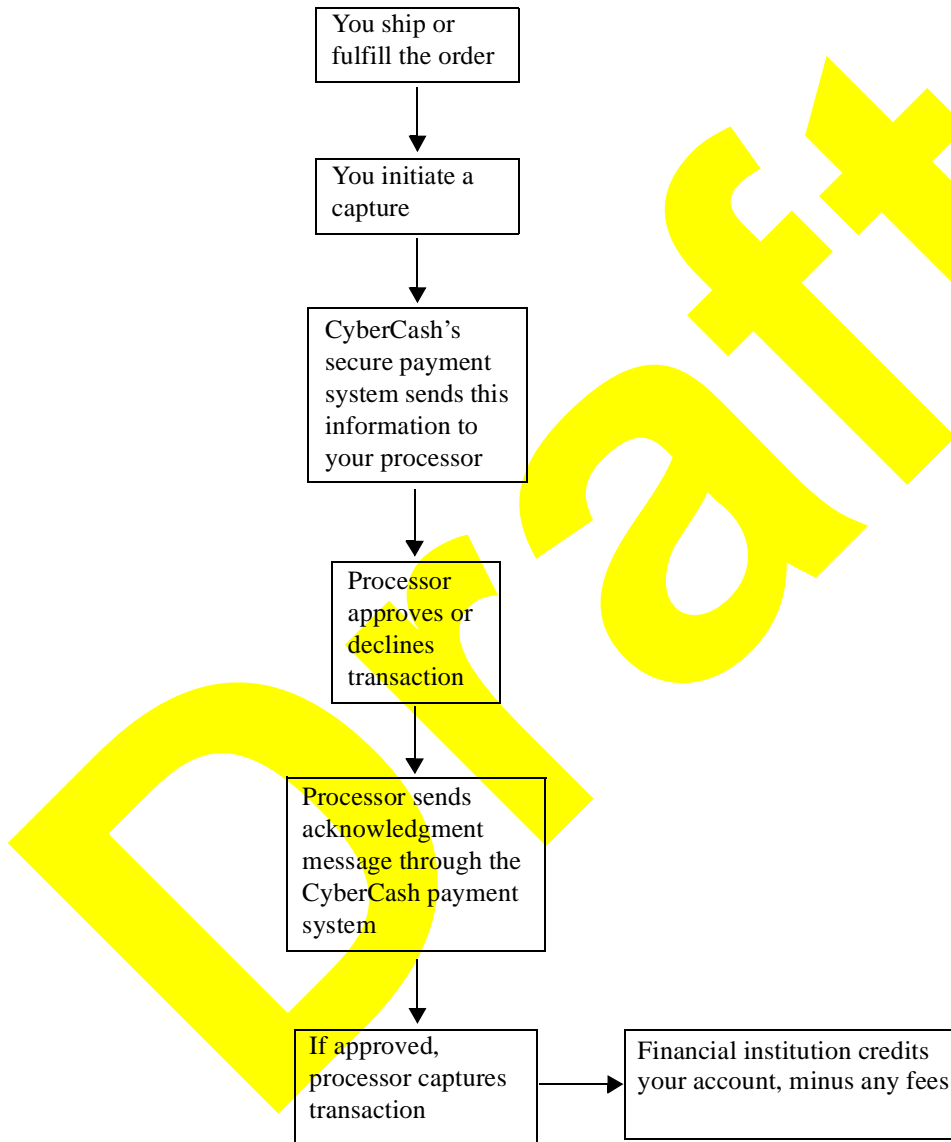 You ship or
fulfill the order
You initiate a
capture
CyberCash’s
secure payment
system sends this
information to
your processor
Processor
approves or
declines
transaction
Processor sends
acknowledgment
message through the
CyberCash payment
system
If approved,
processor captures
transaction
Financial institution credits
your account, minus any fees
Draft